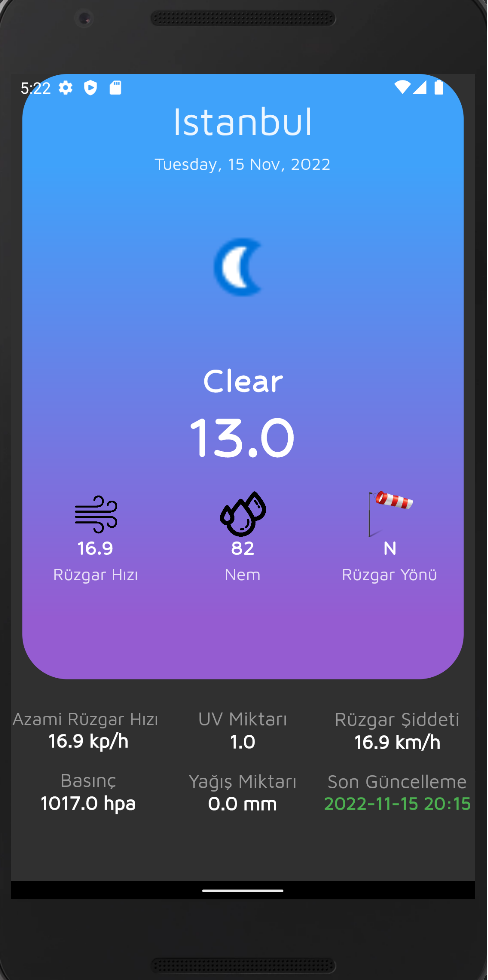 5:22
Istanbul
Tuesday, 15 Nov, 2022
Clear
13.0
16.9 82 N
Rüzgar Hızı Nem Rüzgar Yönü
Azami Rüzgar Hızı UV Miktarı Rüzgar Şiddeti
16.9 kp/h 1.0 16.9 km/h
Basınç Yağış Miktarı Son Güncelleme
1017.0 hpa 0.0 mm 2022-11-15 20:15